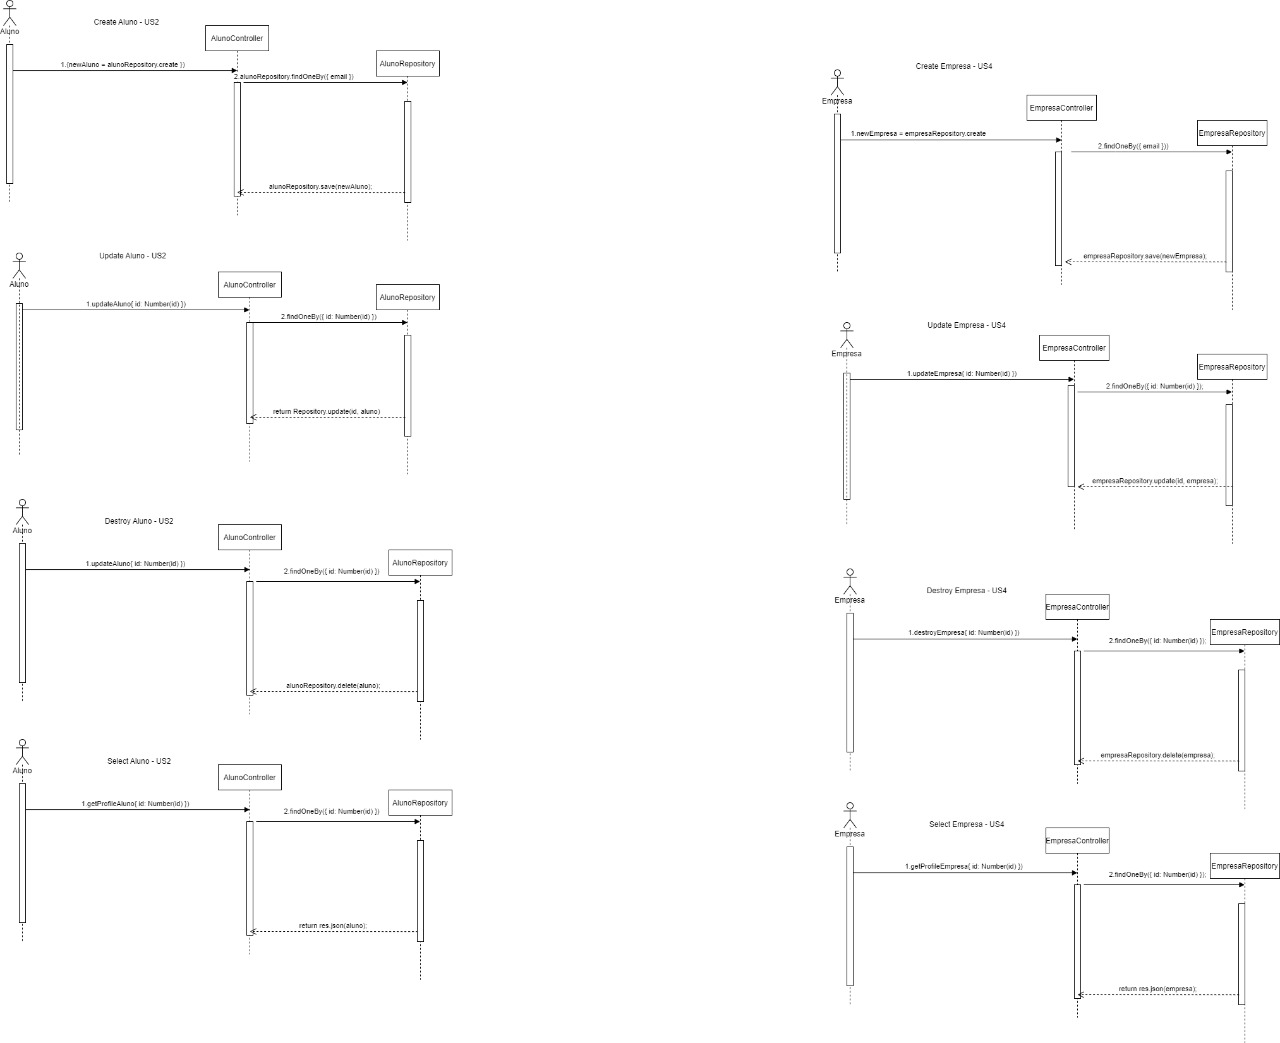 Create Aluno - US2
Aluno
AlunoController
AlunoRepository
1.(newAluno = alunoRepository.create })
2.alunoRepository.findOneBy({ email })
alunoRepository.save(newAluno);
Update Aluno - US2
Aluno
AlunoController
AlunoRepository
1.updateAluno{ id: Number(id) })
2.findOneBy({ id: Number(id) })
return Repository.update(id, aluno)
Destroy Aluno - US2
Aluno
AlunoController
AlunoRepository
1.updateAluno{ id: Number(id) })
2.findOneBy({ id: Number(id) })
alunoRepository.delete(aluno);
Select Aluno - US2
Aluno
AlunoController
AlunoRepository
1.getProfileAluno{ id: Number(id) })
2.findOneBy({ id: Number(id) })
return res.json(aluno);
Create Empresa - US4
Empresa
EmpresaController
EmpresaRepository
1.newEmpresa = empresaRepository.create
2.findOneBy({ email }))
empresaRepository.save(newEmpresa);
Update Empresa - US4
Empresa
EmpresaController
EmpresaRepository
1.updateEmpresa{ id: Number(id) })
2.findOneBy({ id: Number(id) });
empresaRepository.update(id, empresa);
Destroy Empresa - US4
Empresa
EmpresaController
EmpresaRepository
1.destroyEmpresa{ id: Number(id) })
2.findOneBy({ id: Number(id) });
empresaRepository.delete(empresa);
Select Empresa - US4
Empresa
EmpresaController
EmpresaRepository
1.getProfileEmpresa{ id: Number(id) })
2.findOneBy({ id: Number(id) });
return res.json(empresa);